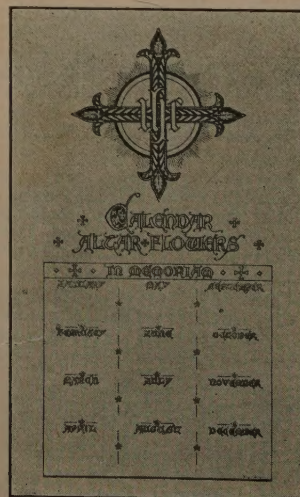 IHS
CALENDAR
ALTAR FLOWERS
IN MEMORIAM
JANUARY MAY SEPTEMBER
FEBRUARY JUNE OCTOBER
MARCH JULY NOVEMBER
APRIL AUGUST DECEMBER